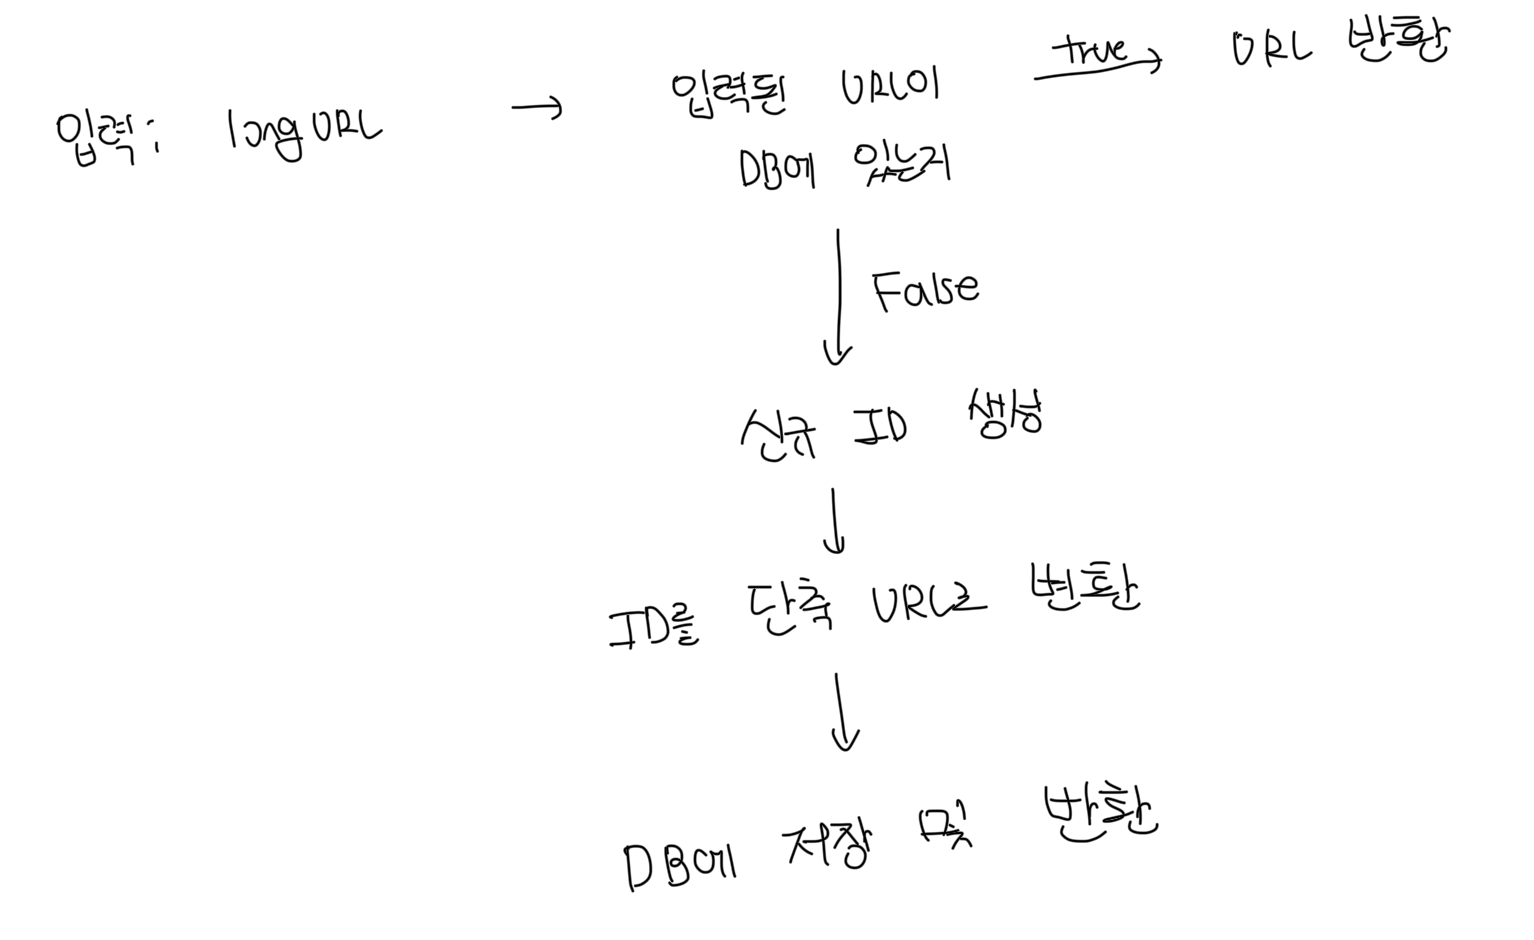 입력: longURL → 입력된 URL이 true → URL 반환
DB에 있는지
↓ False
신규 ID 생성
↓
ID를 단축 URL로 변환
↓
DB에 저장 및 반환